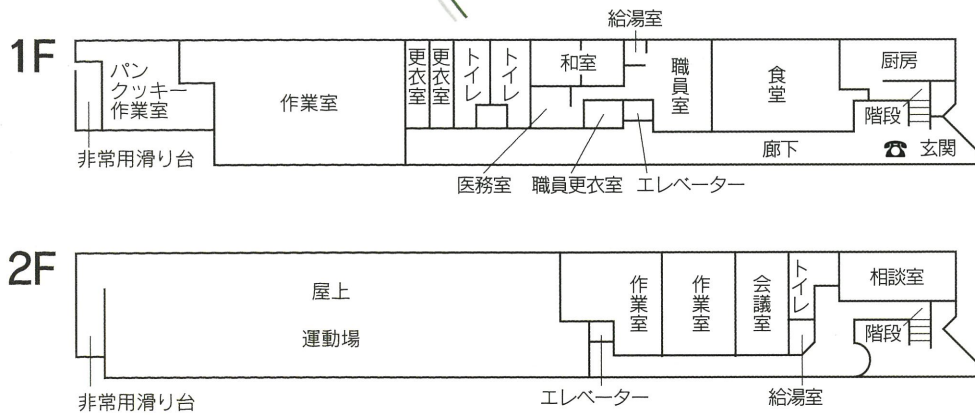 給湯室
1F
パン
クッキー
作業室
作業室
更衣室
更衣室
トイレ
トイレ
和室
職員室
食堂
厨房
階段
非常用滑り台
廊下
☎ 玄関
医務室
職員更衣室
エレベーター
2F
屋上
運動場
作業室
作業室
会議室
トイレ
相談室
階段
非常用滑り台
エレベーター
給湯室